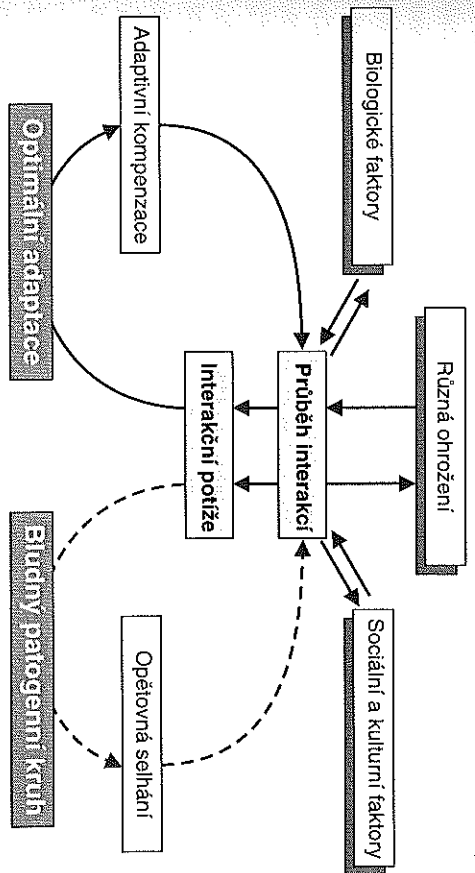 Biologické faktory
Různá ohrožení
Sociální a kulturní faktory
Průběh interakcí
Interakční potíže
Adaptivní kompenzace
Opětovná selhání
Optimální adaptace
Bludný patogenní kruh